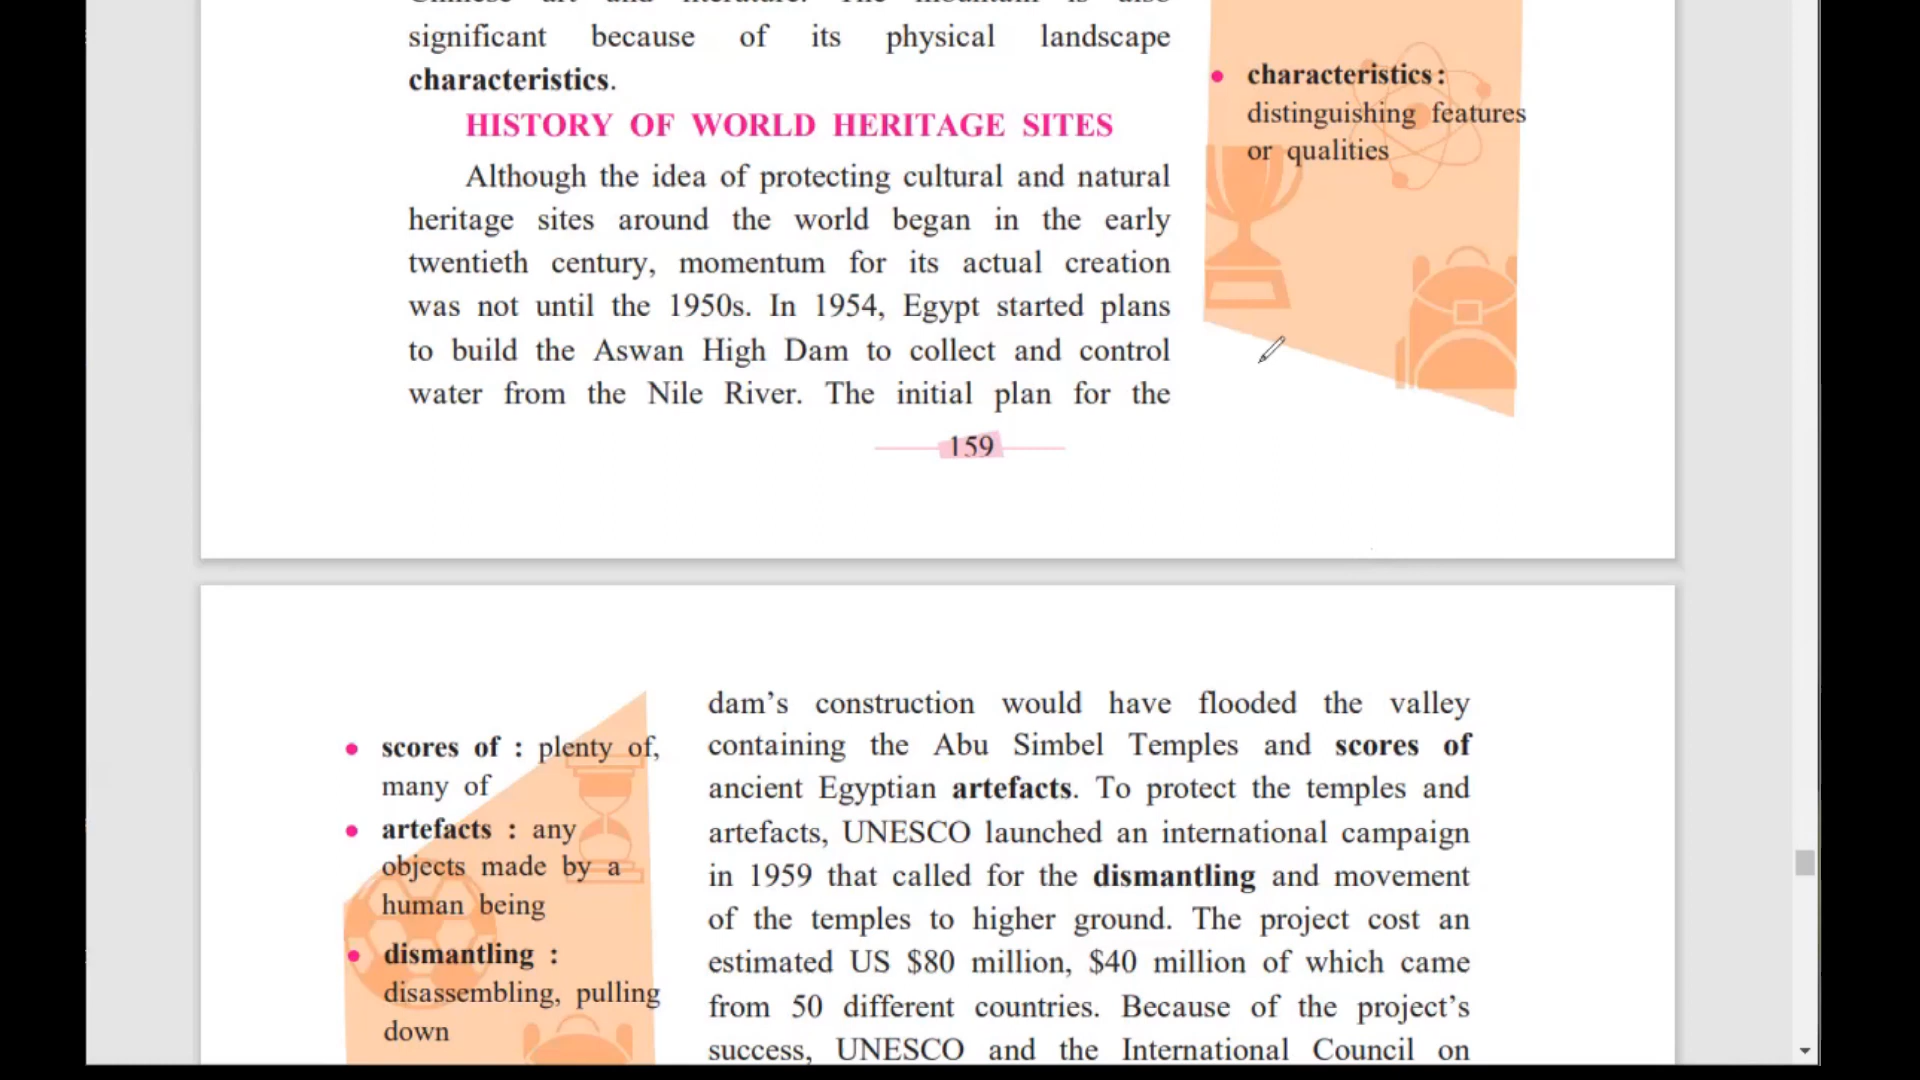 significant because of its physical landscape
characteristics.
HISTORY OF WORLD HERITAGE SITES
Although the idea of protecting cultural and natural
heritage sites around the world began in the early
twentieth century, momentum for its actual creation
was not until the 1950s. In 1954, Egypt started plans
to build the Aswan High Dam to collect and control
water from the Nile River. The initial plan for the
• characteristics :
distinguishing features
or qualities
159
• scores of : plenty of,
many of
• artefacts : any
objects made by a
human being
• dismantling :
disassembling, pulling
down
dam’s construction would have flooded the valley
containing the Abu Simbel Temples and scores of
ancient Egyptian artefacts. To protect the temples and
artefacts, UNESCO launched an international campaign
in 1959 that called for the dismantling and movement
of the temples to higher ground. The project cost an
estimated US $80 million, $40 million of which came
from 50 different countries. Because of the project’s
success, UNESCO and the International Council on